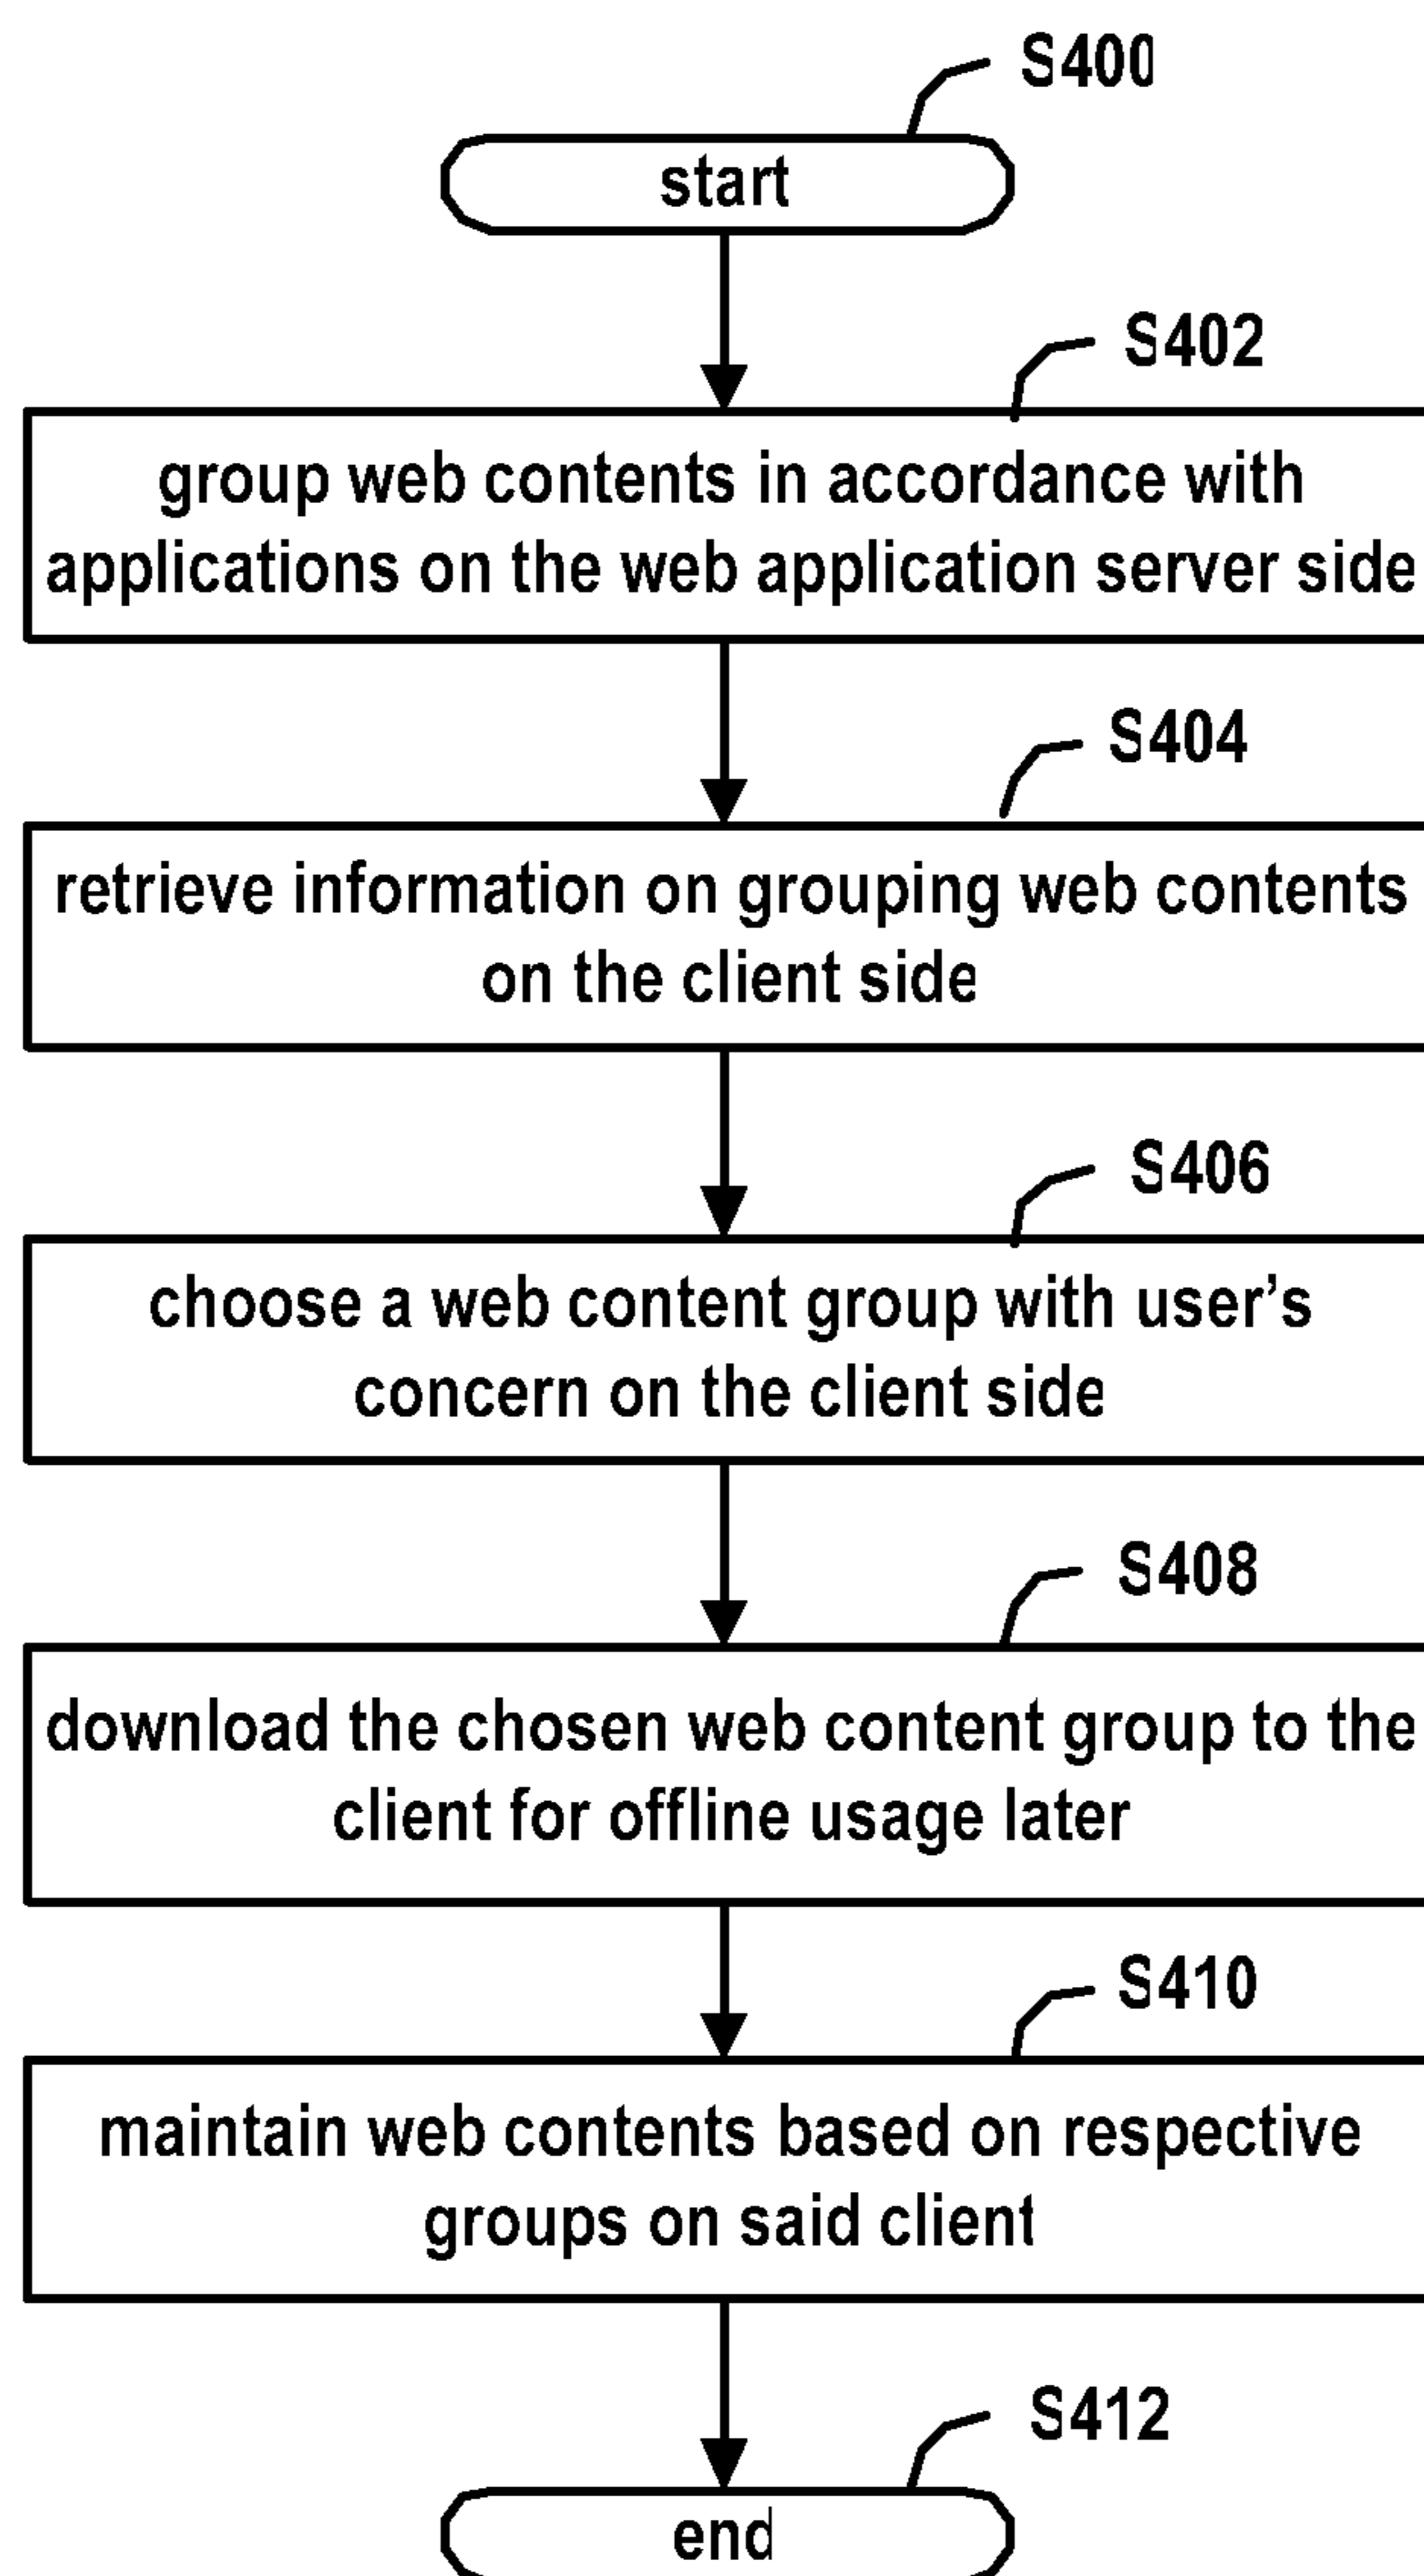 S400
start
S402
group web contents in accordance with
applications on the web application server side
S404
retrieve information on grouping web contents
on the client side
S406
choose a web content group with user’s
concern on the client side
S408
download the chosen web content group to the
client for offline usage later
S410
maintain web contents based on respective
groups on said client
S412
end